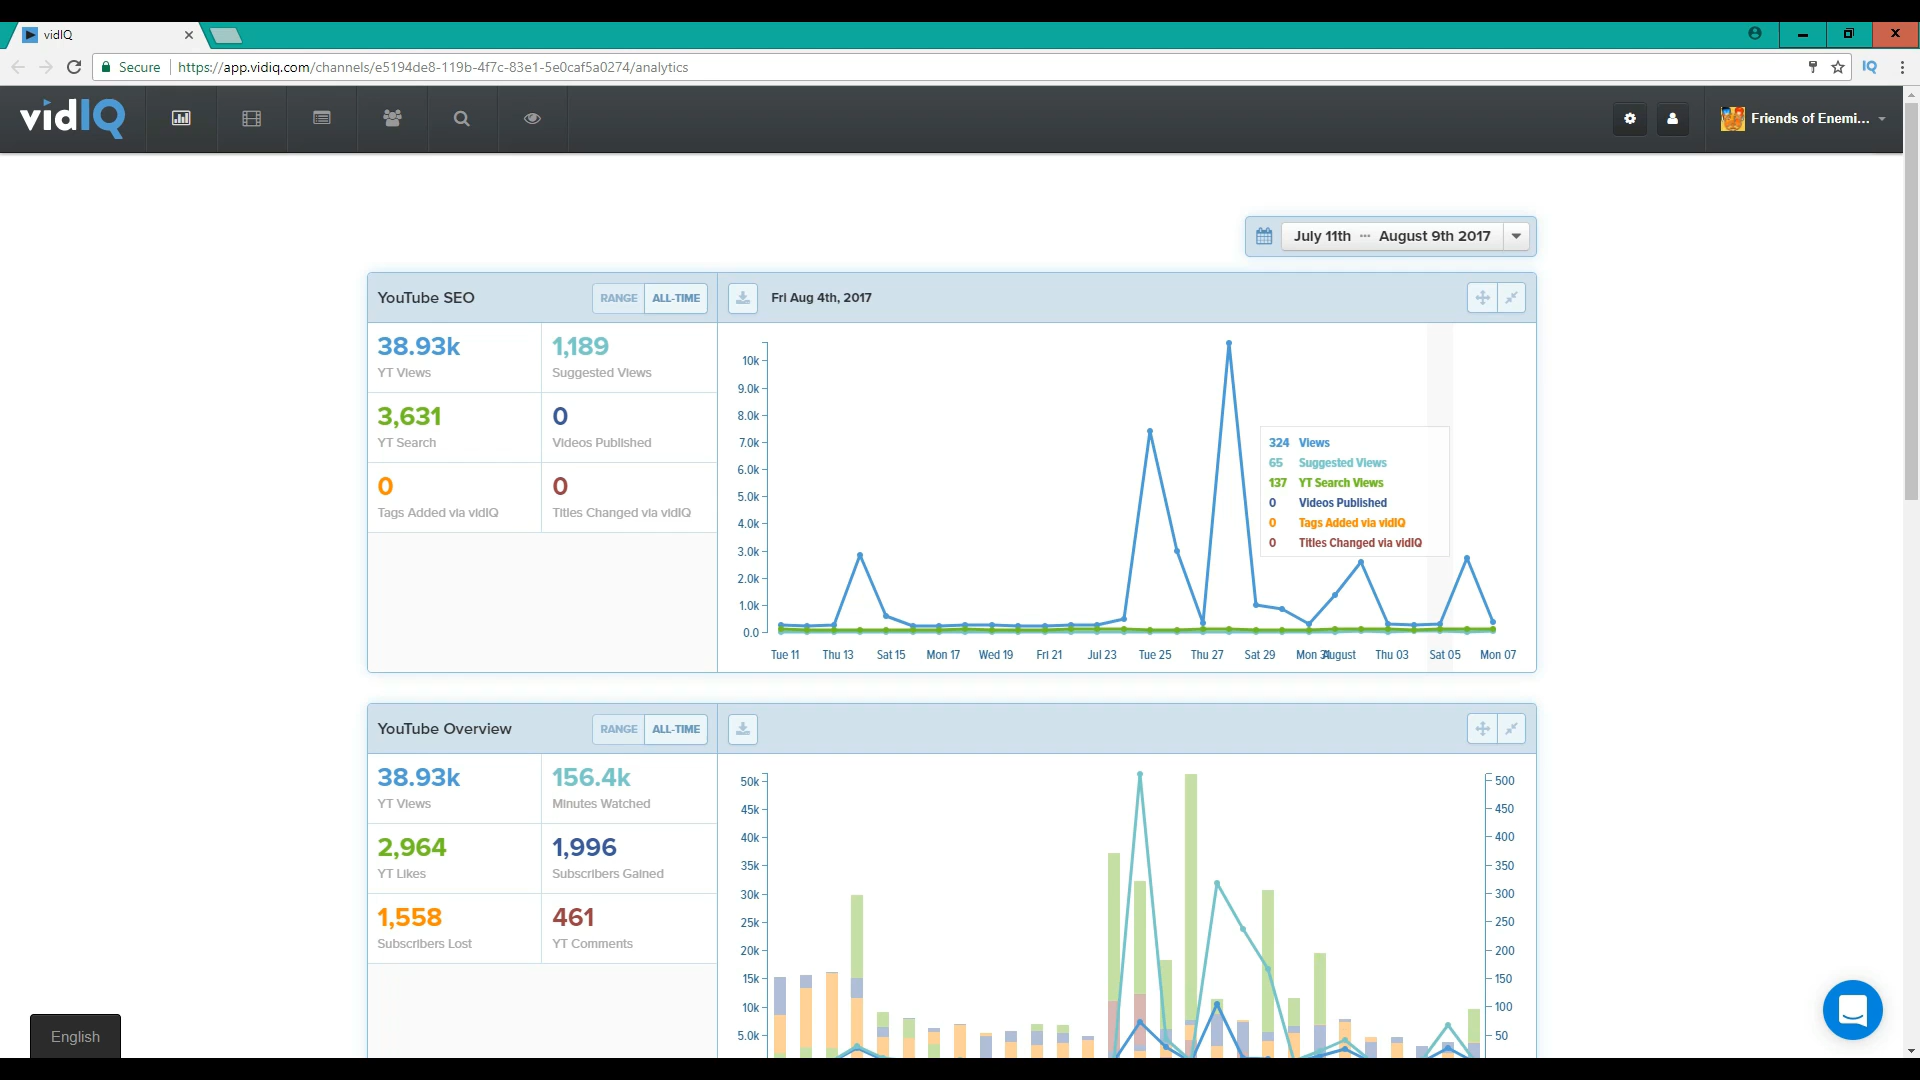 vidIQ
Secure https://app.vidiq.com/channels/e5194de8-119b-4f7c-83e1-5e0caf5a0274/analytics IQ
vidIQ Friends of Enemi...
July 11th --- August 9th 2017
YouTube SEO RANGE ALL-TIME Fri Aug 4th, 2017
38.93k 1,189
YT Views Suggested Views
3,631 0
YT Search Videos Published
0 0
Tags Added via vidIQ Titles Changed via vidIQ
10k
9.0k
8.0k
7.0k
6.0k
5.0k
4.0k
3.0k
2.0k
1.0k
0.0
324 Views
65 Suggested Views
137 YT Search Views
0 Videos Published
0 Tags Added via vidIQ
0 Titles Changed via vidIQ
Tue 11 Thu 13 Sat 15 Mon 17 Wed 19 Fri 21 Jul 23 Tue 25 Thu 27 Sat 29 Mon 31 August Thu 03 Sat 05 Mon 07
YouTube Overview RANGE ALL-TIME
38.93k 156.4k
YT Views Minutes Watched
2,964 1,996
YT Likes Subscribers Gained
1,558 461
Subscribers Lost YT Comments
50k 500
45k 450
40k 400
35k 350
30k 300
25k 250
20k 200
15k 150
10k 100
5.0k 50
English